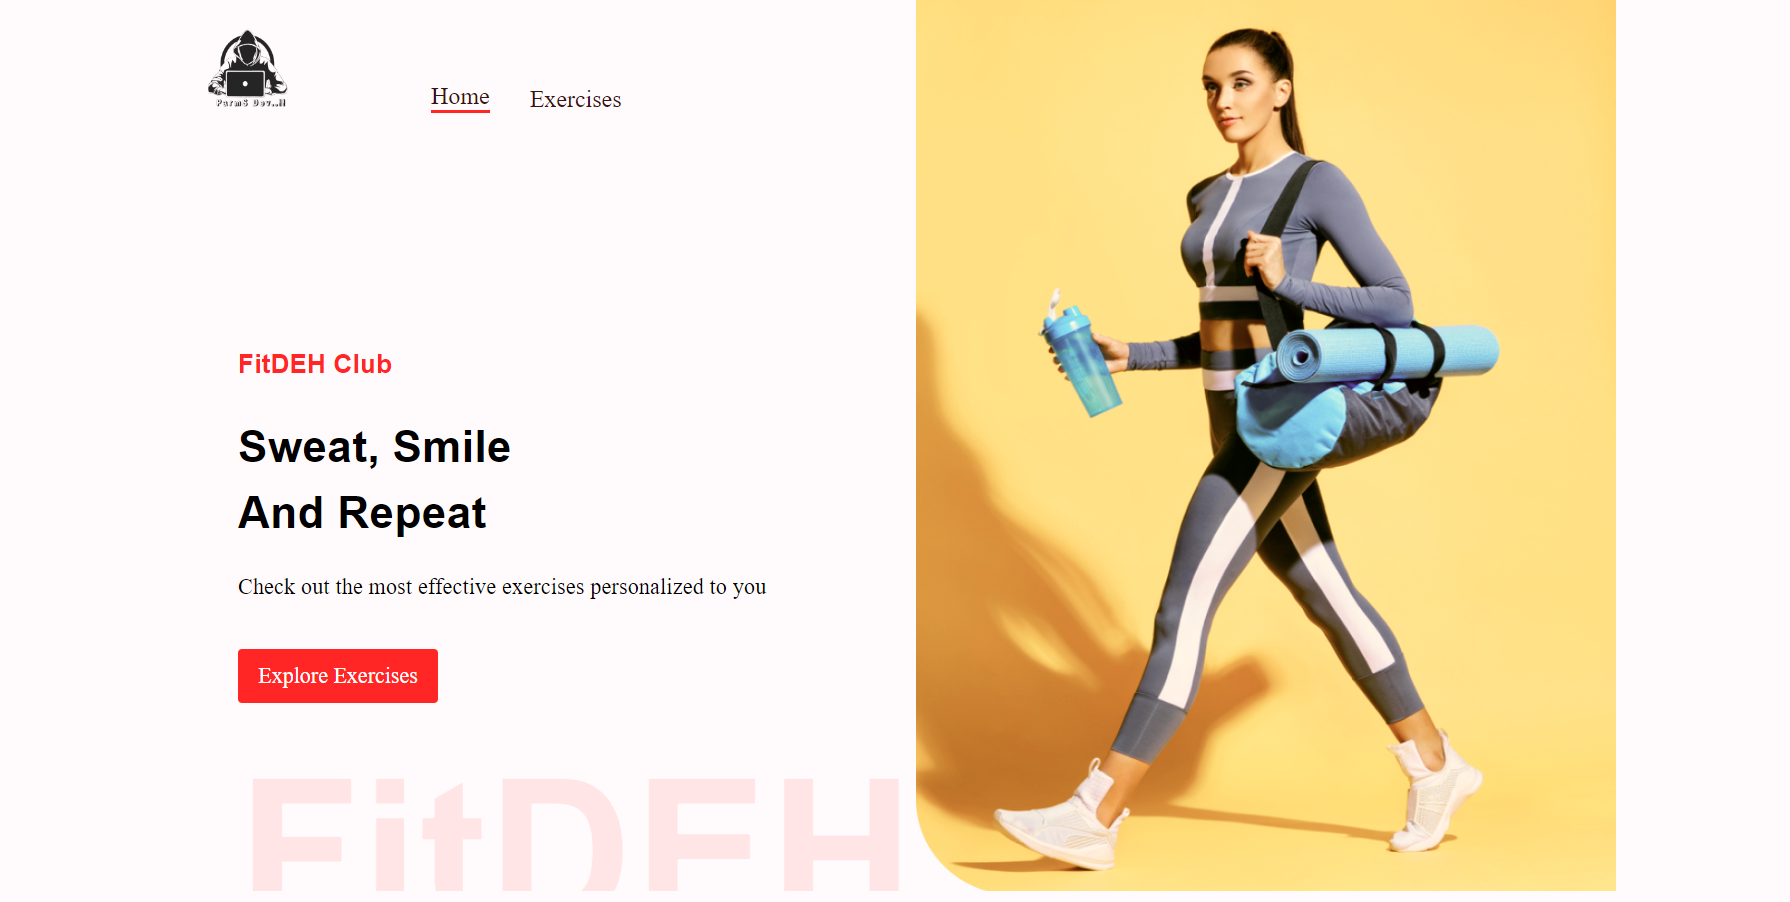 ParmS Dev..!!
Home
Exercises
FitDEH Club
Sweat, Smile
And Repeat
Check out the most effective exercises personalized to you
Explore Exercises
FitDEH